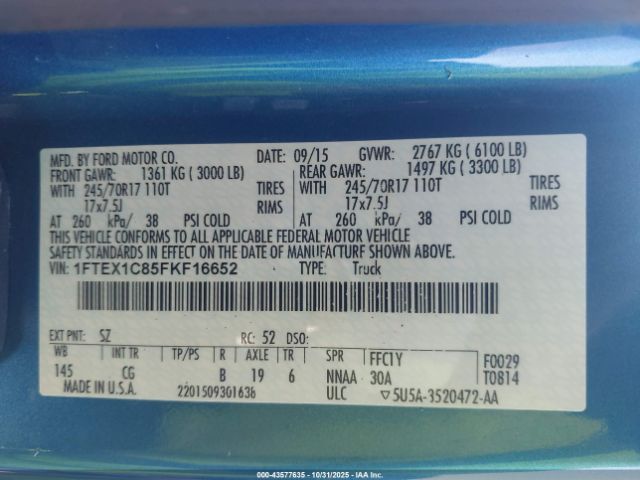 MFD. BY FORD MOTOR CO. DATE: 09/15 GVWR: 2767 KG ( 6100 LB)
FRONT GAWR: 1361 KG ( 3000 LB) REAR GAWR: 1497 KG ( 3300 LB)
WITH 245/70R17 110T TIRES WITH 245/70R17 110T TIRES
17x7.5J RIMS 17x7.5J RIMS
AT 260 kPa/ 38 PSI COLD AT 260 kPa/ 38 PSI COLD
THIS VEHICLE CONFORMS TO ALL APPLICABLE FEDERAL MOTOR VEHICLE
SAFETY STANDARDS IN EFFECT ON THE DATE OF MANUFACTURE SHOWN ABOVE.
VIN: 1FTEX1C85FKF16652 TYPE: Truck
EXT PNT: SZ RC: 52 DSO:
WB INT TR TP/PS R AXLE TR SPR FFC1Y F0029
145 CG B 19 6 NNAA 30A T0814
MADE IN U.S.A. 2201509301636 ULC ▽5U5A-3520472-AA
000-43577635 - 10/31/2025 - IAA Inc.